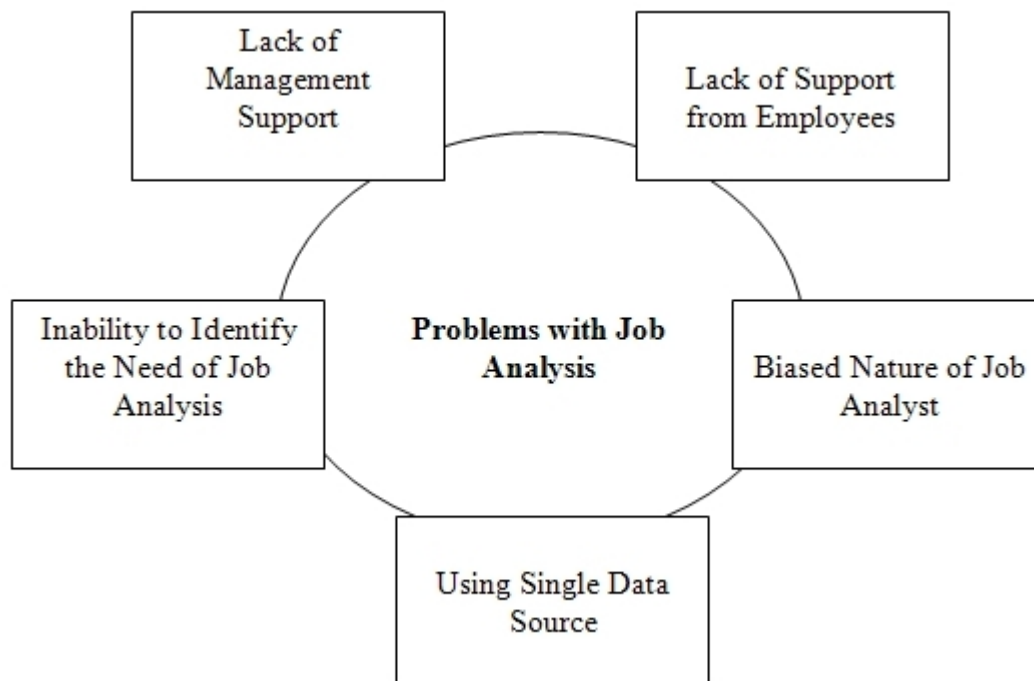 Lack of
Management
Support
Lack of Support
from Employees
Inability to Identify
the Need of Job
Analysis
Problems with Job
Analysis
Biased Nature of Job
Analyst
Using Single Data
Source